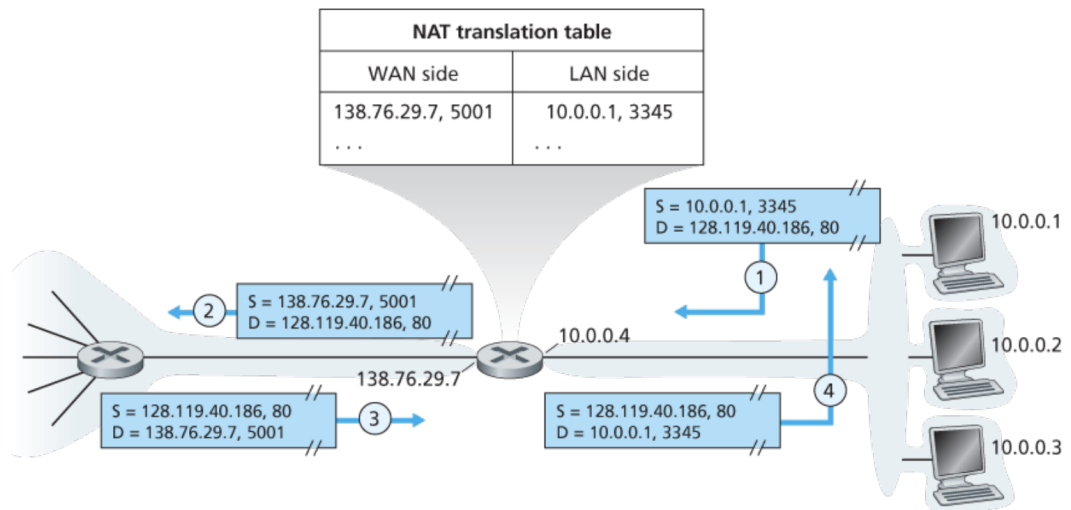 NAT translation table
WAN side LAN side
138.76.29.7, 5001 10.0.0.1, 3345
. . . . . .
S = 10.0.0.1, 3345
D = 128.119.40.186, 80
10.0.0.1
1
2
S = 138.76.29.7, 5001
D = 128.119.40.186, 80
10.0.0.4
10.0.0.2
138.76.29.7
4
S = 128.119.40.186, 80
D = 138.76.29.7, 5001
3
S = 128.119.40.186, 80
D = 10.0.0.1, 3345
10.0.0.3